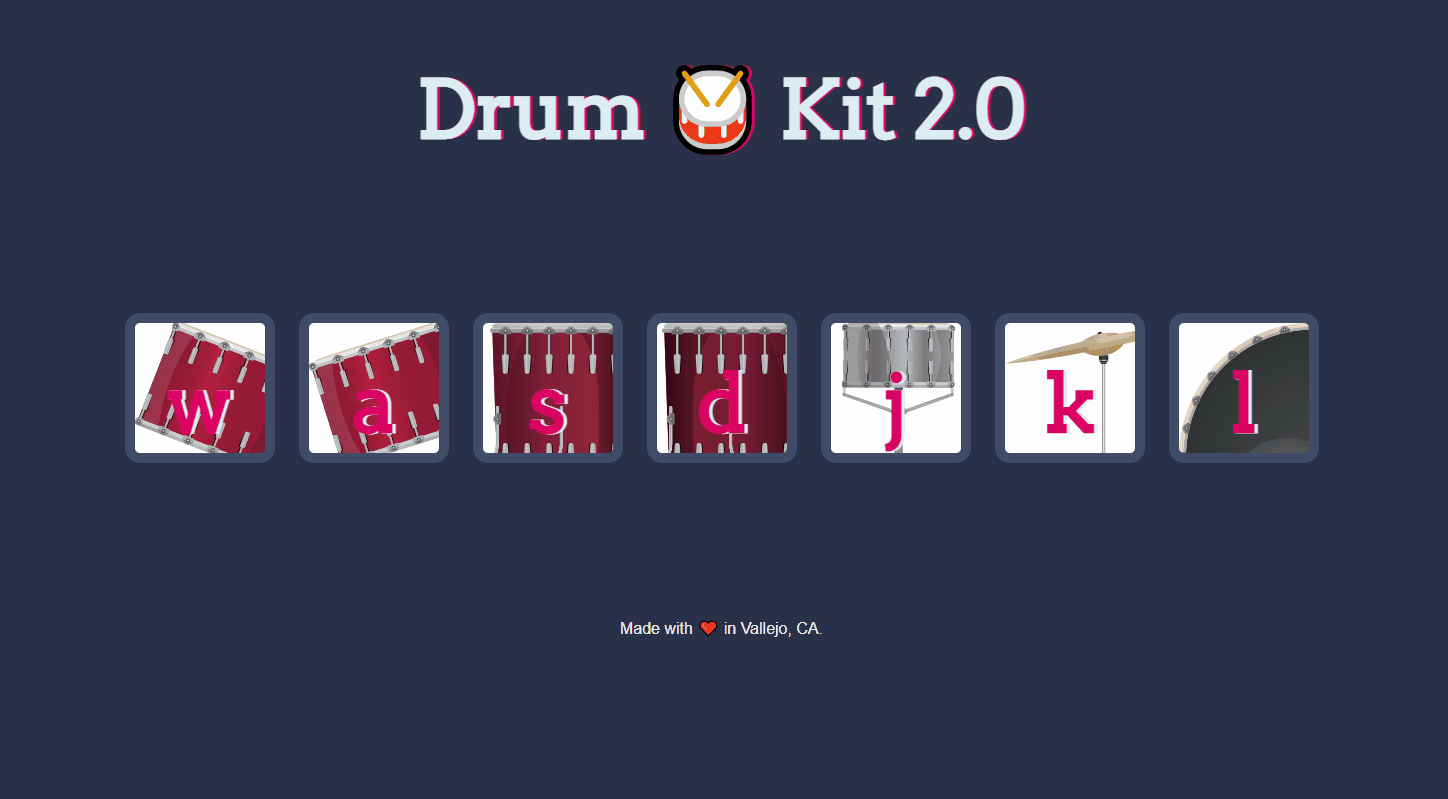 Drum 🥁 Kit 2.0
w a s d j k l
Made with ❤️ in Vallejo, CA.